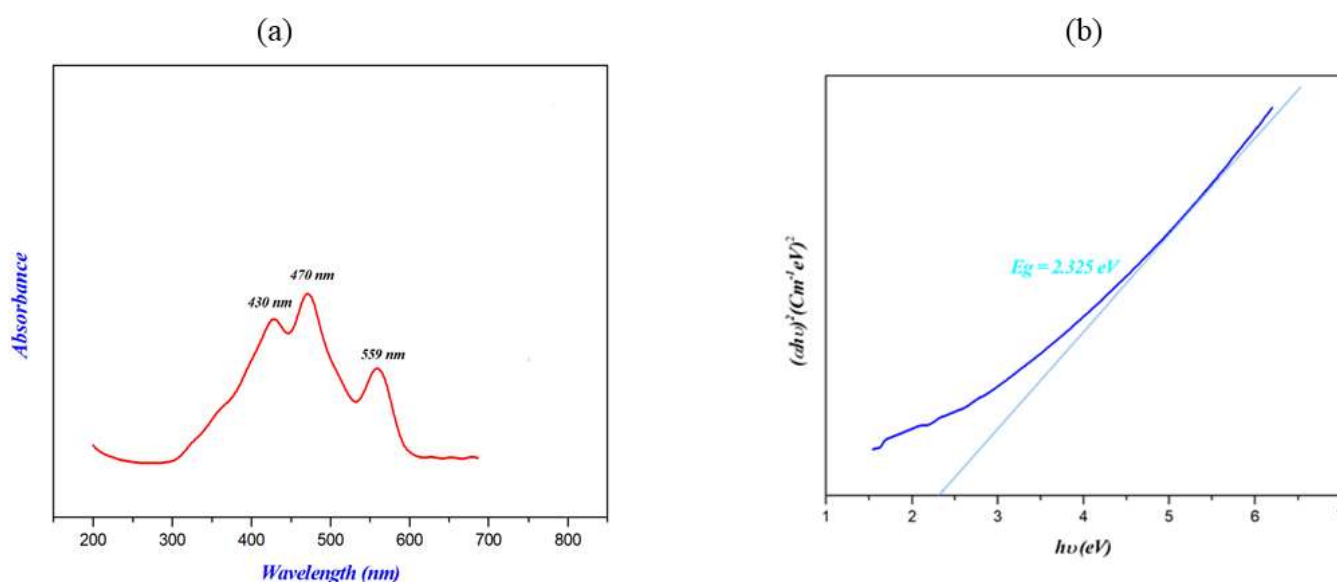 (a)
Absorbance
430 nm
470 nm
559 nm
200 300 400 500 600 700 800
Wavelength (nm)
(b)
(αhυ)²(Cm⁻¹eV)²
Eg = 2.325 eV
1 2 3 4 5 6
hυ(eV)